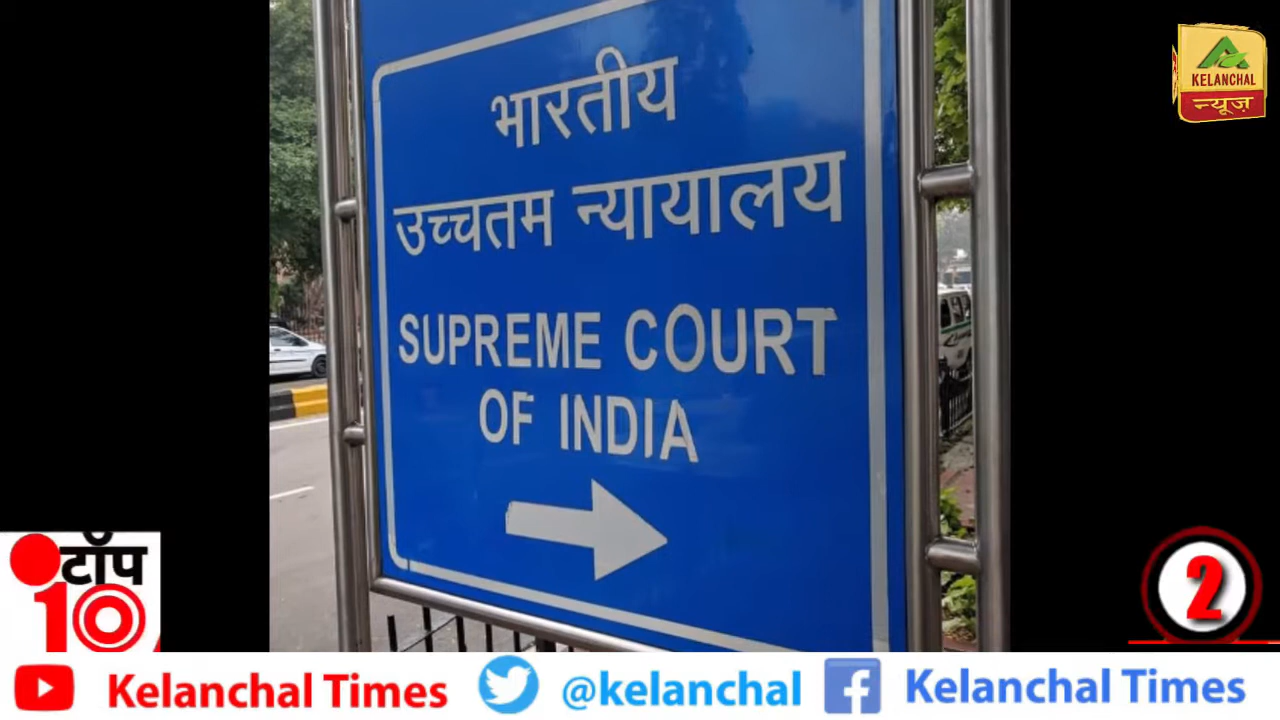 भारतीय
उच्चतम न्यायालय
SUPREME COURT
OF INDIA
KELANCHAL
न्यूज़
टॉप
10
2
Kelanchal Times
@kelanchal
Kelanchal Times